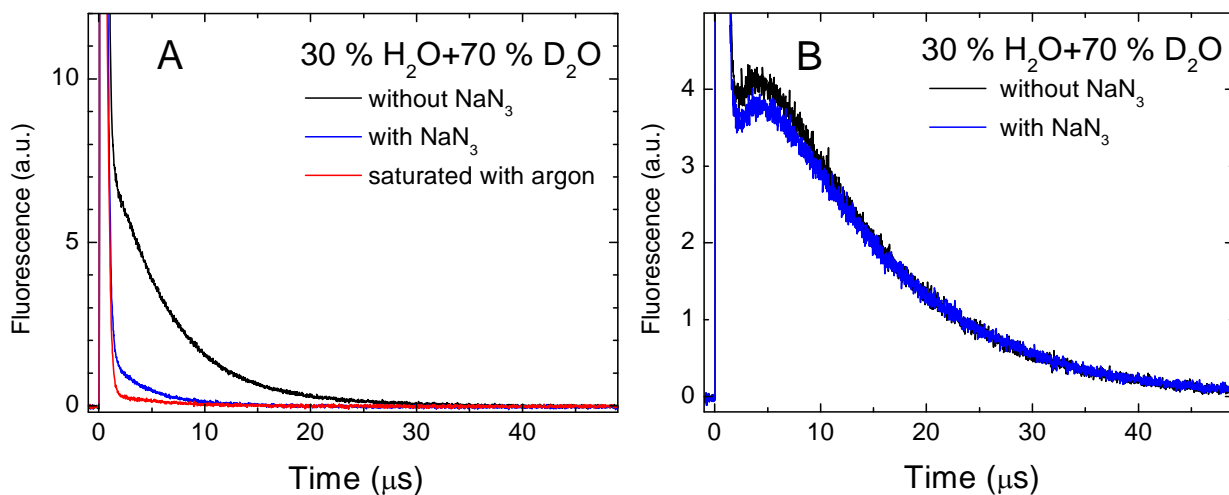 A
30 % H₂O+70 % D₂O
without NaN₃
with NaN₃
saturated with argon
10
5
0
Fluorescence (a.u.)
0 10 20 30 40
Time (μs)
B
30 % H₂O+70 % D₂O
without NaN₃
with NaN₃
4
3
2
1
0
Fluorescence (a.u.)
0 10 20 30 40
Time (μs)